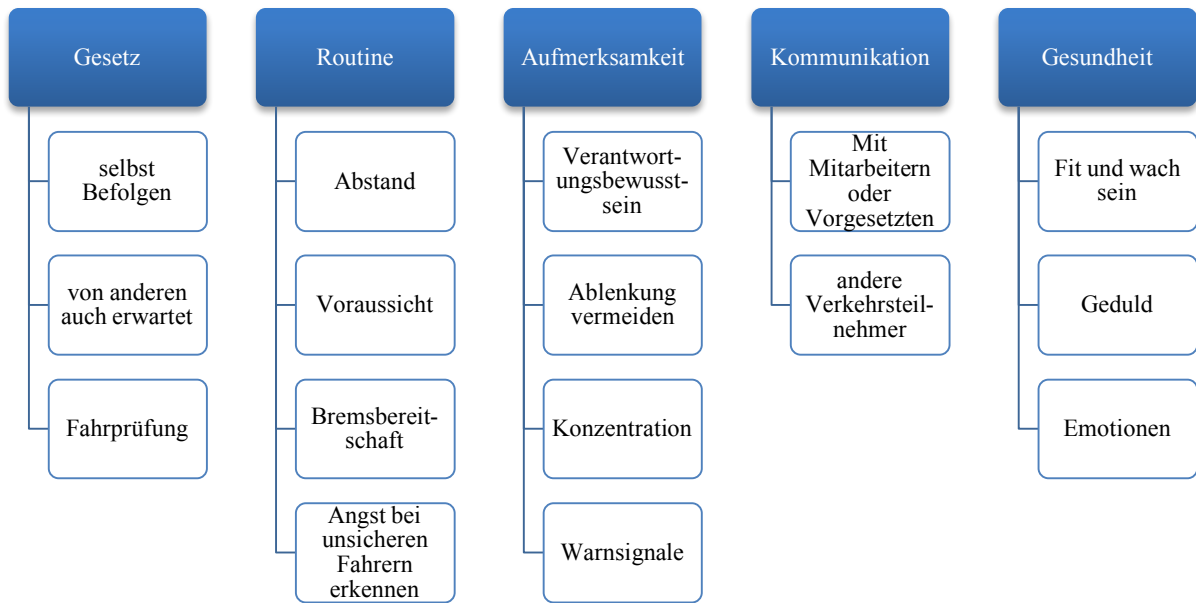 Gesetz
selbst
Befolgen
von anderen
auch erwartet
Fahrprüfung
Routine
Abstand
Voraussicht
Bremsbereit-
schaft
Angst bei
unsicheren
Fahrern
erkennen
Aufmerksamkeit
Verantwort-
ungsbewusst-
sein
Ablenkung
vermeiden
Konzentration
Warnsignale
Kommunikation
Mit
Mitarbeitern
oder
Vorgesetzten
andere
Verkehrsteil-
nehmer
Gesundheit
Fit und wach
sein
Geduld
Emotionen